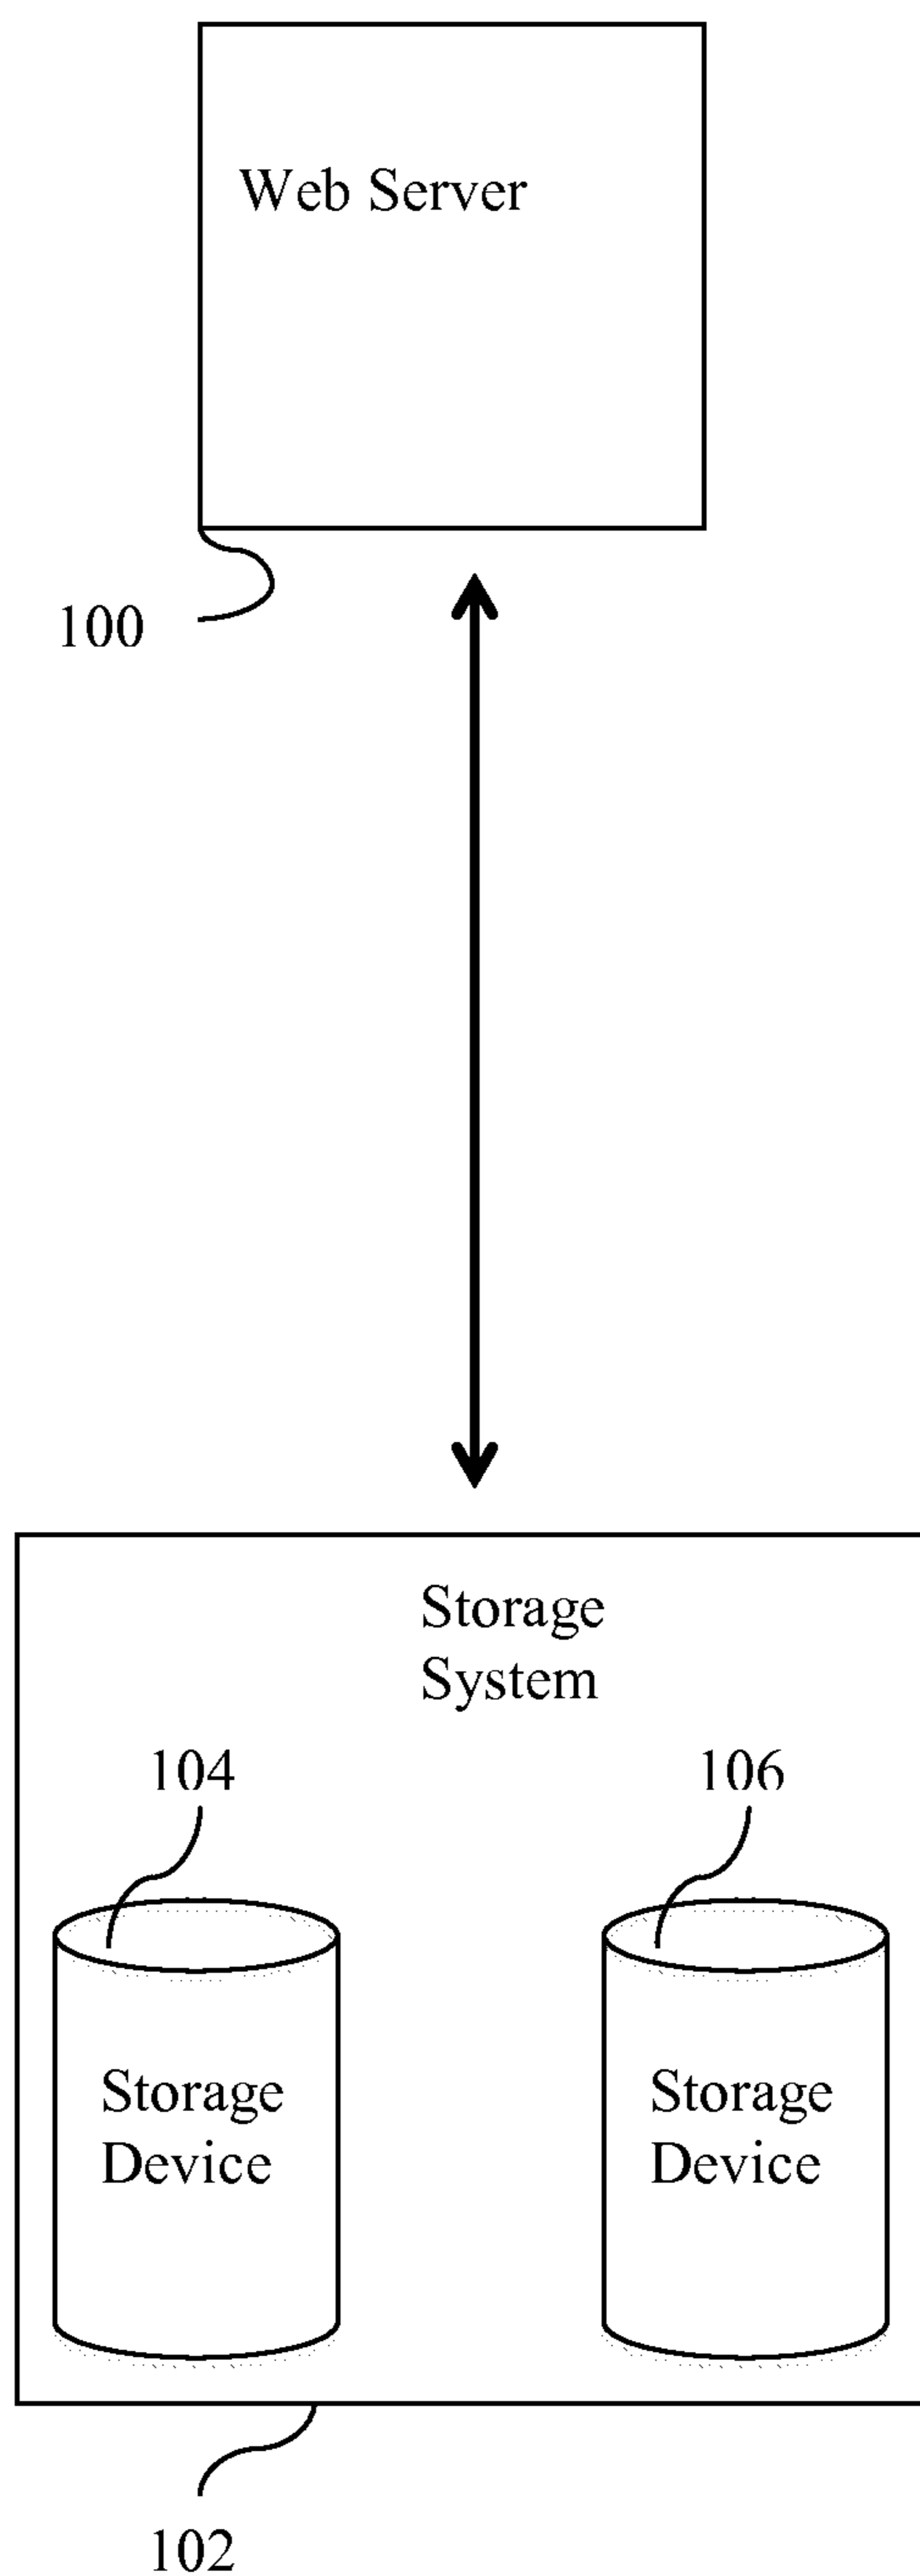 Web Server
100
Storage
System
104
106
Storage
Device
Storage
Device
102